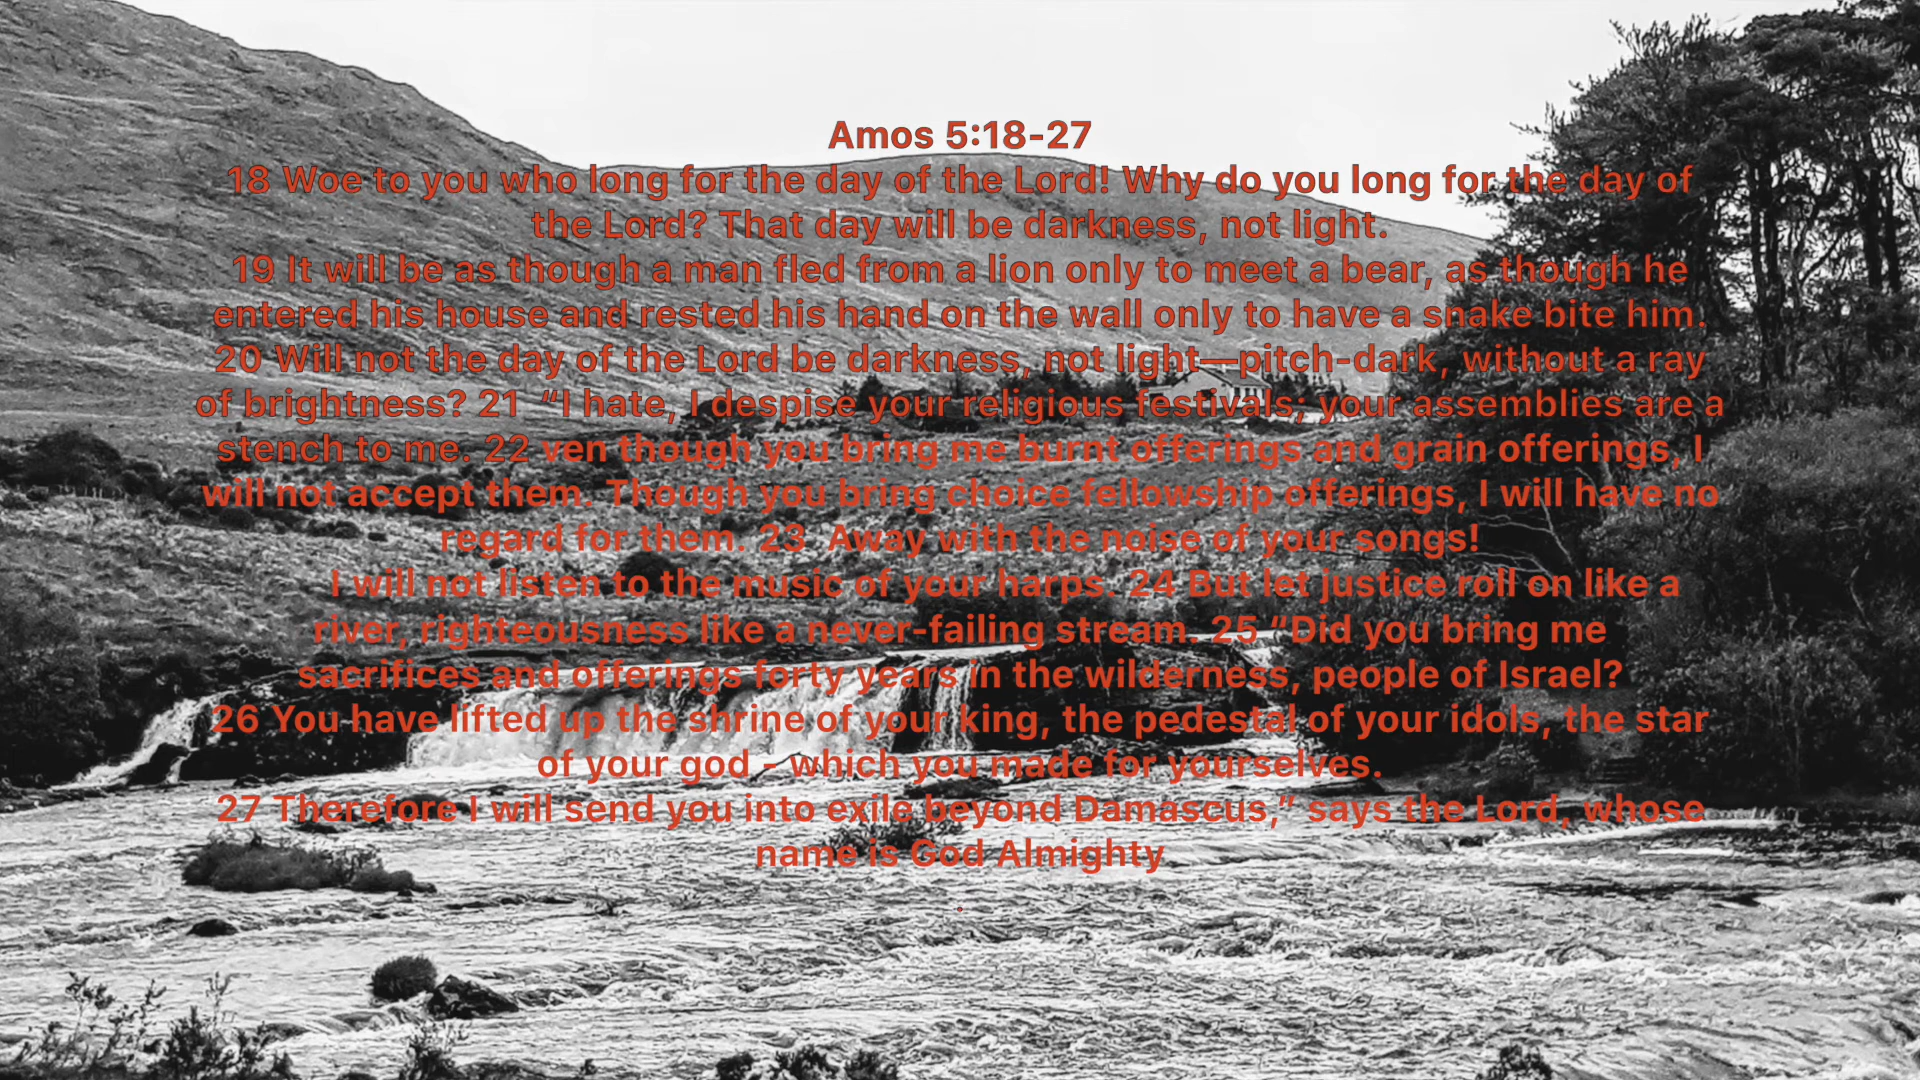 Amos 5:18-27
18 Woe to you who long for the day of the Lord! Why do you long for the day of
the Lord? That day will be darkness, not light.
19 It will be as though a man fled from a lion only to meet a bear, as though he
entered his house and rested his hand on the wall only to have a snake bite him.
20 Will not the day of the Lord be darkness, not light—pitch-dark, without a ray
of brightness? 21 “I hate, I despise your religious festivals; your assemblies are a
stench to me. 22 ven though you bring me burnt offerings and grain offerings, I
will not accept them. Though you bring choice fellowship offerings, I will have no
regard for them. 23 Away with the noise of your songs!
I will not listen to the music of your harps. 24 But let justice roll on like a
river, righteousness like a never-failing stream. 25 “Did you bring me
sacrifices and offerings forty years in the wilderness, people of Israel?
26 You have lifted up the shrine of your king, the pedestal of your idols, the star
of your god - which you made for yourselves.
27 Therefore I will send you into exile beyond Damascus,” says the Lord, whose
name is God Almighty
.